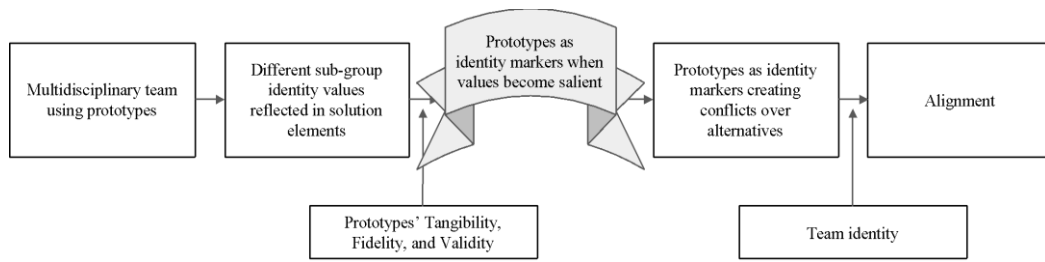 Multidisciplinary team
using prototypes
Different sub-group
identity values
reflected in solution
elements
Prototypes as
identity markers when
values become salient
Prototypes as identity
markers creating
conflicts over
alternatives
Alignment
Prototypes’ Tangibility,
Fidelity, and Validity
Team identity